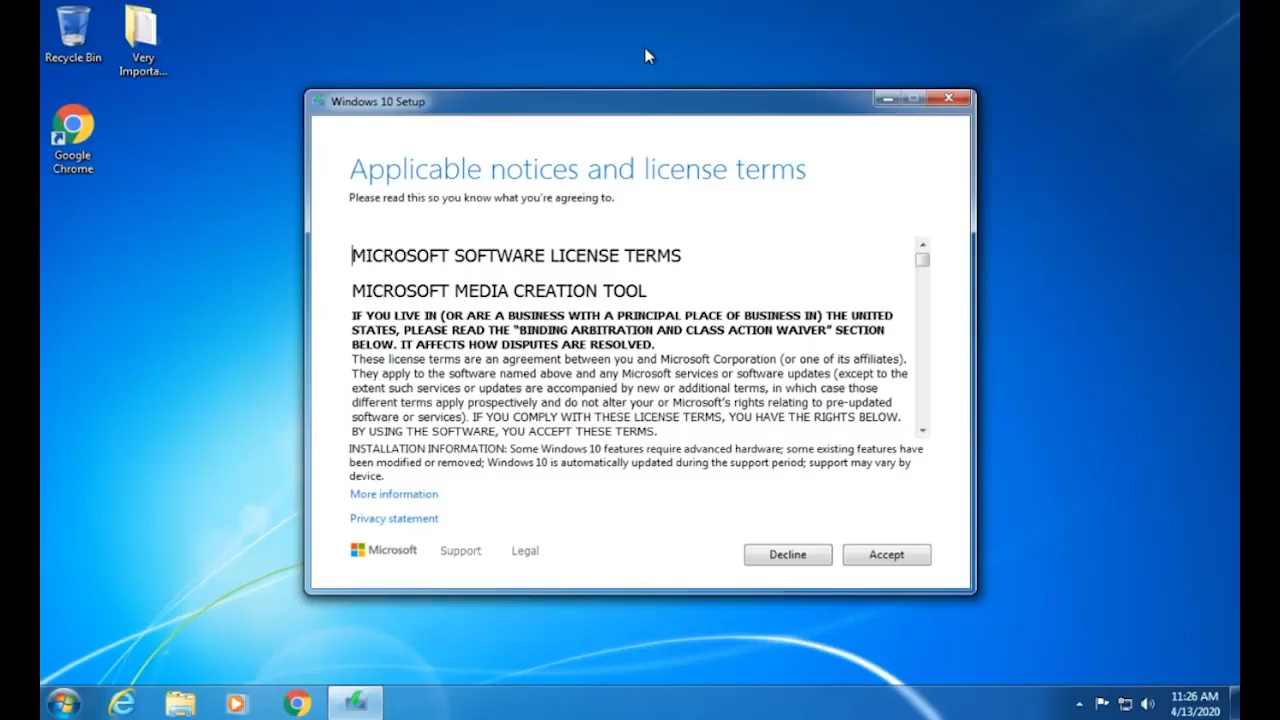 Recycle Bin
Very
Importa...
Google
Chrome
Windows 10 Setup
Applicable notices and license terms
Please read this so you know what you're agreeing to.
MICROSOFT SOFTWARE LICENSE TERMS
MICROSOFT MEDIA CREATION TOOL
IF YOU LIVE IN (OR ARE A BUSINESS WITH A PRINCIPAL PLACE OF BUSINESS IN) THE UNITED
STATES, PLEASE READ THE “BINDING ARBITRATION AND CLASS ACTION WAIVER” SECTION
BELOW. IT AFFECTS HOW DISPUTES ARE RESOLVED.
These license terms are an agreement between you and Microsoft Corporation (or one of its affiliates).
They apply to the software named above and any Microsoft services or software updates (except to the
extent such services or updates are accompanied by new or additional terms, in which case those
different terms apply prospectively and do not alter your or Microsoft’s rights relating to pre-updated
software or services). IF YOU COMPLY WITH THESE LICENSE TERMS, YOU HAVE THE RIGHTS BELOW.
BY USING THE SOFTWARE, YOU ACCEPT THESE TERMS.
INSTALLATION INFORMATION: Some Windows 10 features require advanced hardware; some existing features have
been modified or removed; Windows 10 is automatically updated during the support period; support may vary by
device.
More information
Privacy statement
Microsoft Support Legal
Decline Accept
11:26 AM
4/13/2020